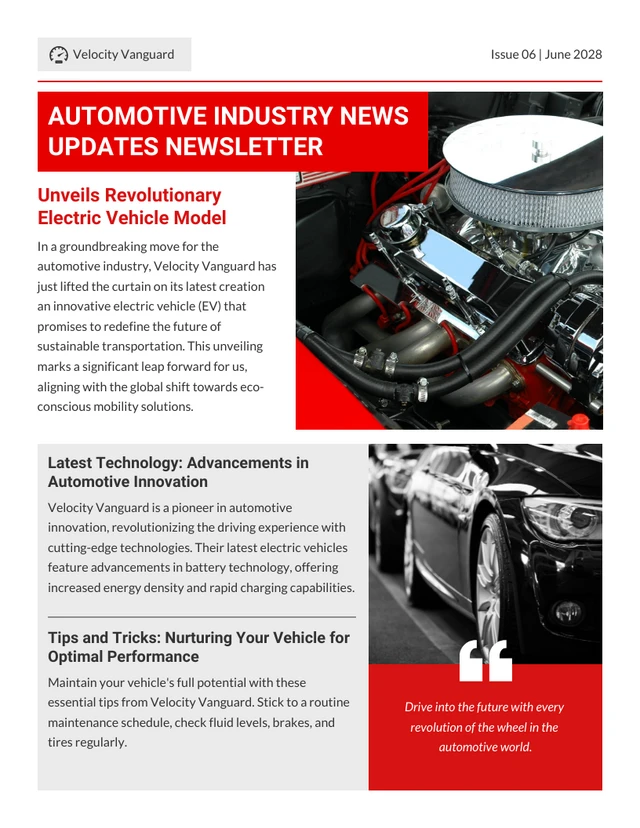 Velocity Vanguard
Issue 06 | June 2028
AUTOMOTIVE INDUSTRY NEWS
UPDATES NEWSLETTER
Unveils Revolutionary
Electric Vehicle Model
In a groundbreaking move for the
automotive industry, Velocity Vanguard has
just lifted the curtain on its latest creation
an innovative electric vehicle (EV) that
promises to redefine the future of
sustainable transportation. This unveiling
marks a significant leap forward for us,
aligning with the global shift towards eco-
conscious mobility solutions.
Latest Technology: Advancements in
Automotive Innovation
Velocity Vanguard is a pioneer in automotive
innovation, revolutionizing the driving experience with
cutting-edge technologies. Their latest electric vehicles
feature advancements in battery technology, offering
increased energy density and rapid charging capabilities.
Tips and Tricks: Nurturing Your Vehicle for
Optimal Performance
Maintain your vehicle's full potential with these
essential tips from Velocity Vanguard. Stick to a routine
maintenance schedule, check fluid levels, brakes, and
tires regularly.
Drive into the future with every
revolution of the wheel in the
automotive world.